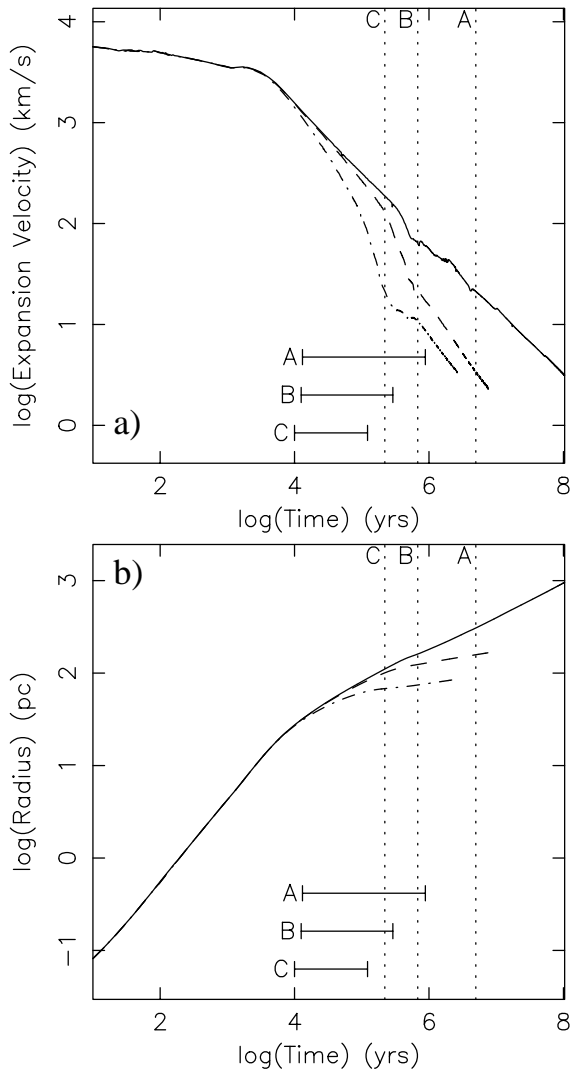 C B A
4
3
2
1
0
log(Expansion Velocity) (km/s)
A
B
C
a)
2 4 6 8
log(Time) (yrs)
C B A
b)
3
2
1
0
−1
log(Radius) (pc)
A
B
C
2 4 6 8
log(Time) (yrs)